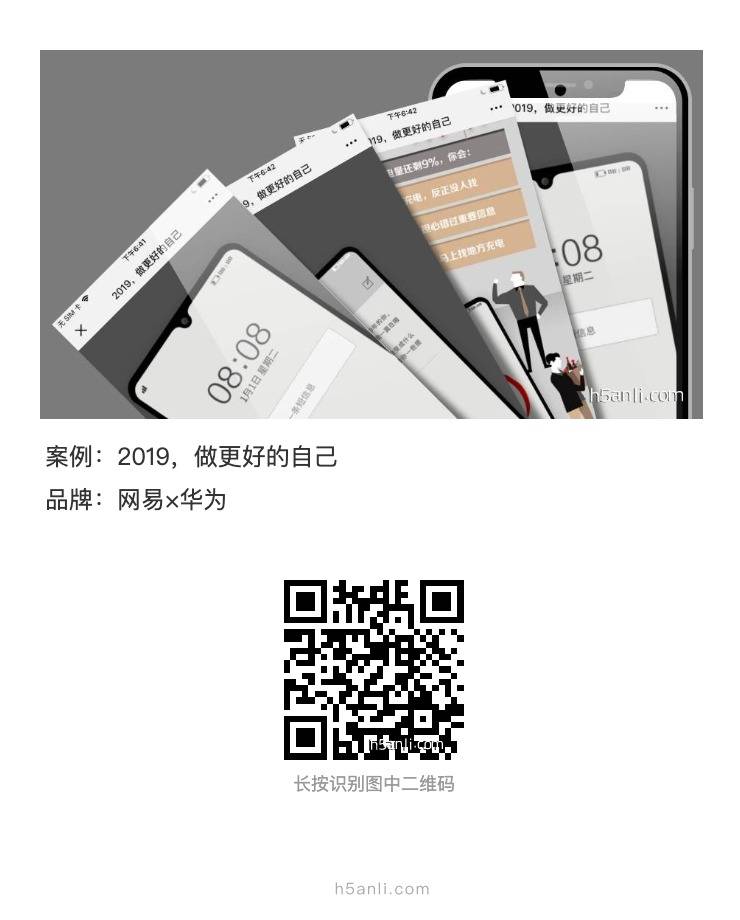 无 SIM 卡
下午6:41
2019，做更好的自己
08:08
1月1日 星期二
一条短信息
下午6:42
9，做更好的自己
下午6:42
19，做更好的自己
电量还剩9%，你会：
充电，反正没人找
担心错过重要信息
马上找地方充电
2019，做更好的自己
:08
星期二
信息
h5anli.com
案例：2019，做更好的自己
品牌：网易×华为
h5anli.com
长按识别图中二维码
h5anli.com